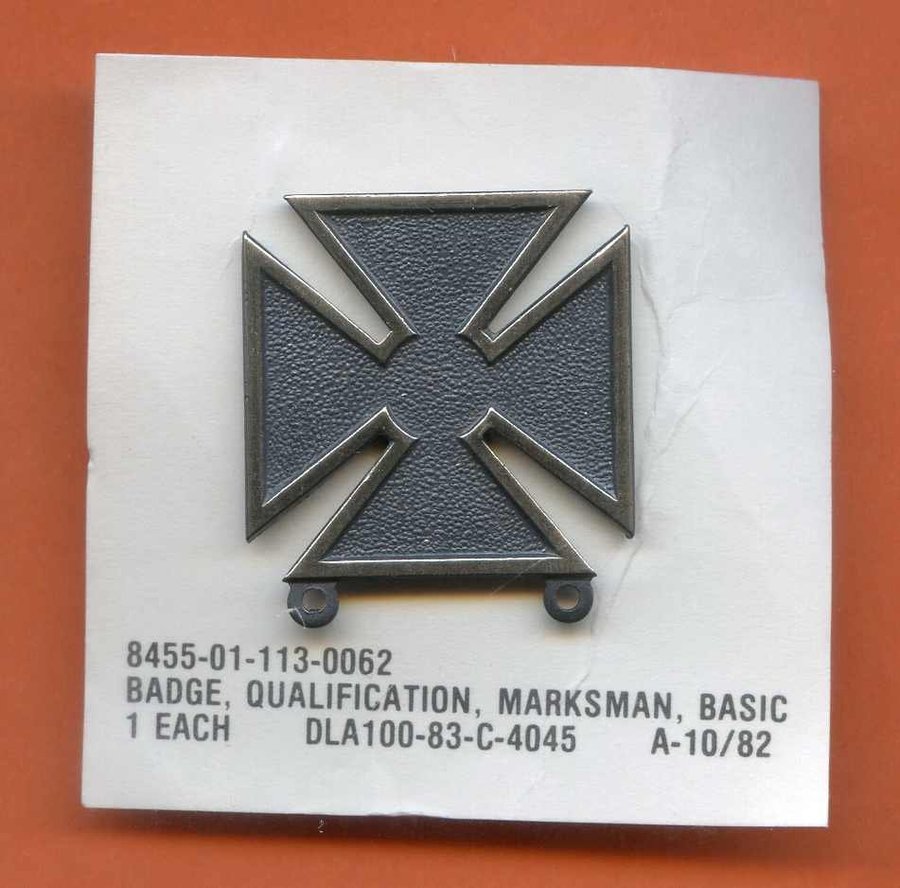 8455-01-113-0062
BADGE, QUALIFICATION, MARKSMAN, BASIC
1 EACH DLA100-83-C-4045 A-10/82